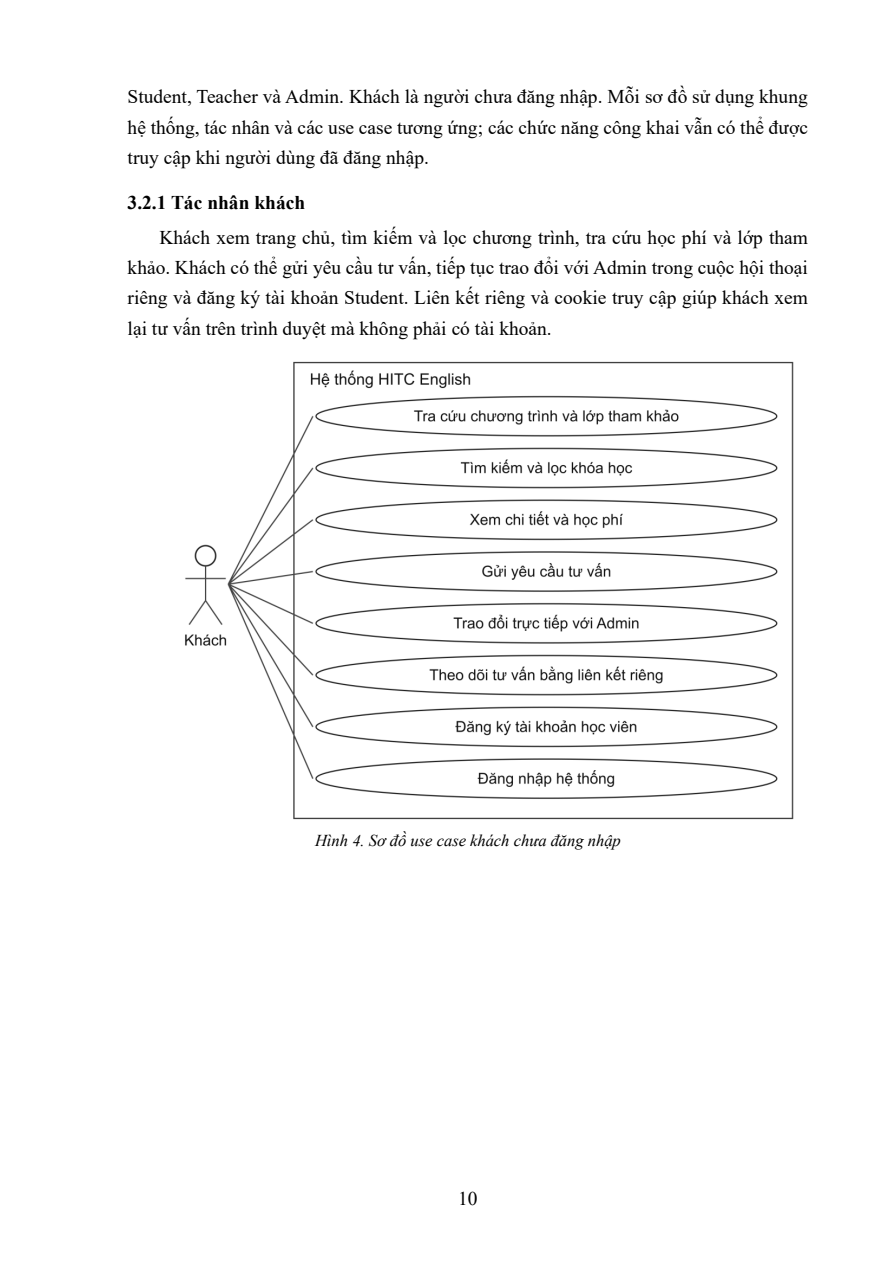 Student, Teacher và Admin. Khách là người chưa đăng nhập. Mỗi sơ đồ sử dụng khung
hệ thống, tác nhân và các use case tương ứng; các chức năng công khai vẫn có thể được
truy cập khi người dùng đã đăng nhập.
3.2.1 Tác nhân khách
Khách xem trang chủ, tìm kiếm và lọc chương trình, tra cứu học phí và lớp tham
khảo. Khách có thể gửi yêu cầu tư vấn, tiếp tục trao đổi với Admin trong cuộc hội thoại
riêng và đăng ký tài khoản Student. Liên kết riêng và cookie truy cập giúp khách xem
lại tư vấn trên trình duyệt mà không phải có tài khoản.
Hệ thống HITC English
Tra cứu chương trình và lớp tham khảo
Tìm kiếm và lọc khóa học
Xem chi tiết và học phí
Gửi yêu cầu tư vấn
Trao đổi trực tiếp với Admin
Khách
Theo dõi tư vấn bằng liên kết riêng
Đăng ký tài khoản học viên
Đăng nhập hệ thống
Hình 4. Sơ đồ use case khách chưa đăng nhập
10